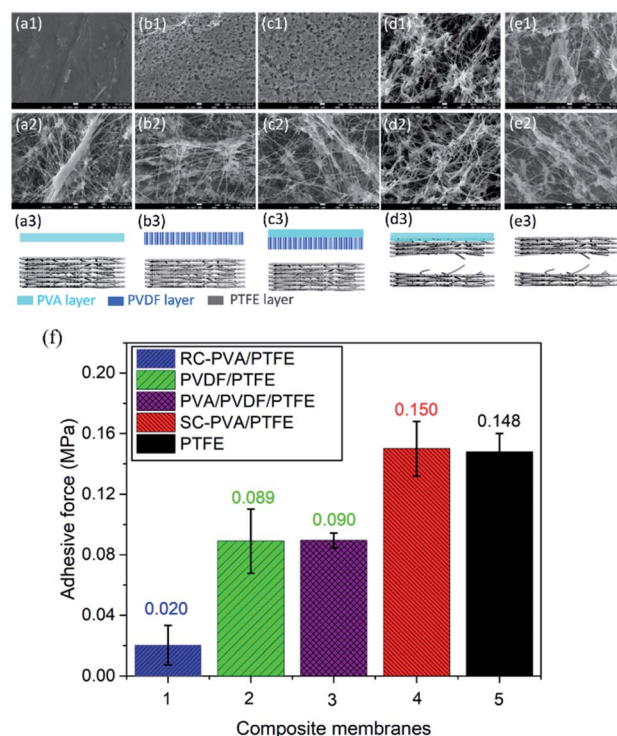 (a1) (b1) (c1) (d1) (e1)
(a2) (b2) (c2) (d2) (e2)
(a3) (b3) (c3) (d3) (e3)
PVA layer PVDF layer PTFE layer
(f)
RC-PVA/PTFE
PVDF/PTFE
PVA/PVDF/PTFE
SC-PVA/PTFE
PTFE
0.20
0.16
0.12
0.08
0.04
0.00
Adhesive force (MPa)
0.020
0.089
0.090
0.150
0.148
1 2 3 4 5
Composite membranes